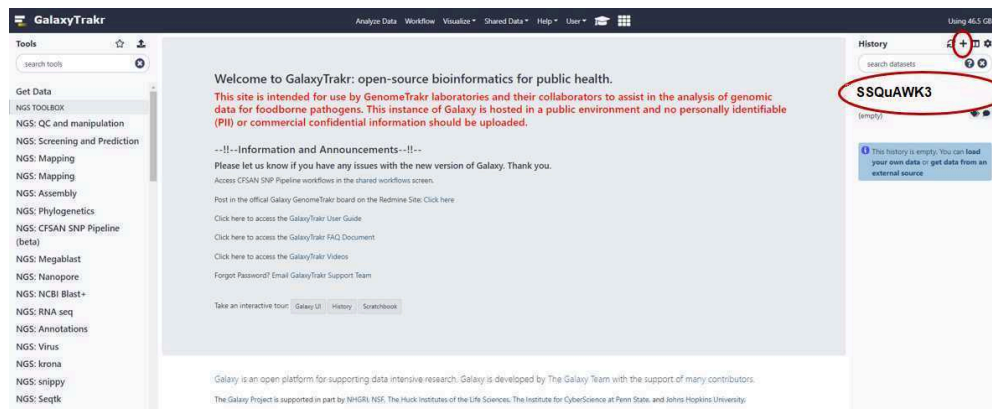 GalaxyTrakr
Analyze Data Workflow Visualize Shared Data Help User
Using 46.5 GB
Tools
search tools
Get Data
NGS TOOLBOX
NGS: QC and manipulation
NGS: Screening and Prediction
NGS: Mapping
NGS: Mapping
NGS: Assembly
NGS: Phylogenetics
NGS: CFSAN SNP Pipeline
(beta)
NGS: Megablast
NGS: Nanopore
NGS: NCBI Blast+
NGS: RNA seq
NGS: Annotations
NGS: Virus
NGS: krona
NGS: snippy
NGS: Seqtk
Welcome to GalaxyTrakr: open-source bioinformatics for public health.
This site is intended for use by GenomeTrakr laboratories and their collaborators to assist in the analysis of genomic
data for foodborne pathogens. This instance of Galaxy is hosted in a public environment and no personally identifiable
(PII) or commercial confidential information should be uploaded.
--!!--Information and Announcements--!!--
Please let us know if you have any issues with the new version of Galaxy. Thank you.
Access CFSAN SNP Pipeline workflows in the shared workflows screen.
Post in the offical Galaxy GenomeTrakr board on the Redmine Site: Click here
Click here to access the GalaxyTrakr User Guide
Click here to access the GalaxyTrakr FAQ Document
Click here to access the GalaxyTrakr Videos
Forgot Password? Email GalaxyTrakr Support Team
Take an interactive tour: Galaxy UI History Scratchbook
Galaxy is an open platform for supporting data intensive research. Galaxy is developed by The Galaxy Team with the support of many contributors.
The Galaxy Project is supported in part by NHGRI, NSF, The Huck Institutes of the Life Sciences, The Institute for CyberScience at Penn State, and Johns Hopkins University.
History
search datasets
SSQuAWK3
(empty)
This history is empty. You can load
your own data or get data from an
external source